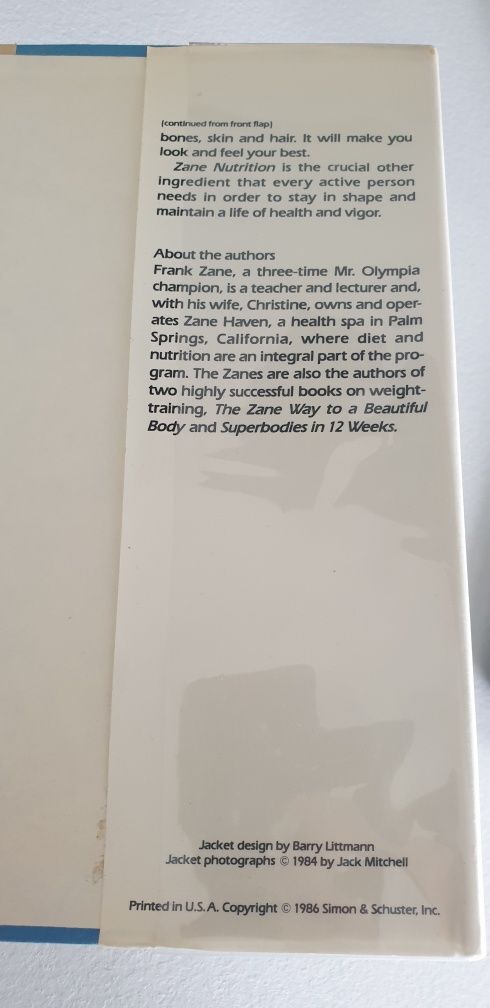 (continued from front flap)
bones, skin and hair. It will make you
look and feel your best.
Zane Nutrition is the crucial other
ingredient that every active person
needs in order to stay in shape and
maintain a life of health and vigor.
About the authors
Frank Zane, a three-time Mr. Olympia
champion, is a teacher and lecturer and,
with his wife, Christine, owns and oper-
ates Zane Haven, a health spa in Palm
Springs, California, where diet and
nutrition are an integral part of the pro-
gram. The Zanes are also the authors of
two highly successful books on weight-
training, The Zane Way to a Beautiful
Body and Superbodies in 12 Weeks.
Jacket design by Barry Littmann
Jacket photographs © 1984 by Jack Mitchell
Printed in U.S.A. Copyright © 1986 Simon & Schuster, Inc.